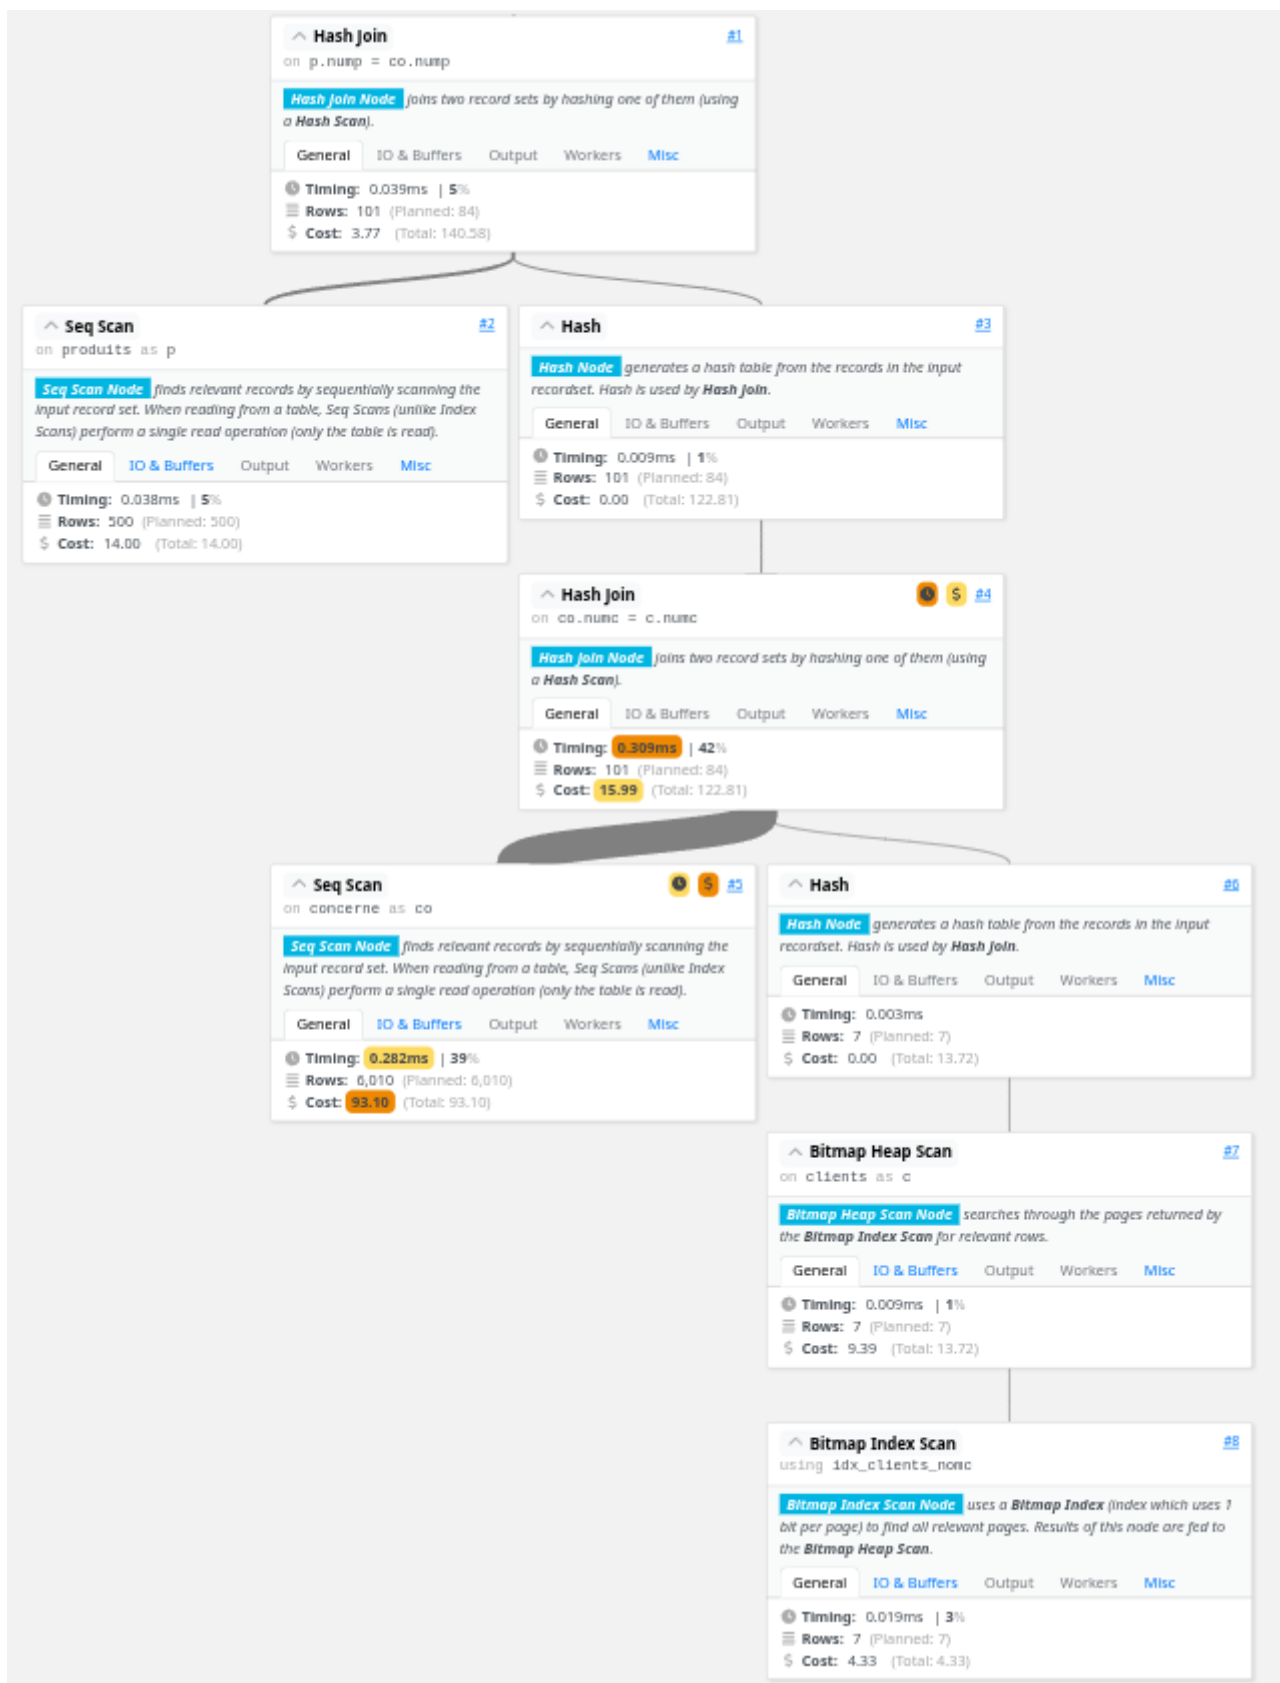 Hash Join #1
on p.nump = co.nump
Hash Join Node joins two record sets by hashing one of them (using
a Hash Scan).
General IO & Buffers Output Workers Misc
Timing: 0.039ms | 5%
Rows: 101 (Planned: 84)
$ Cost: 3.77 (Total: 140.58)
Seq Scan #2
on produits as p
Seq Scan Node finds relevant records by sequentially scanning the
input record set. When reading from a table, Seq Scans (unlike Index
Scans) perform a single read operation (only the table is read).
General IO & Buffers Output Workers Misc
Timing: 0.038ms | 5%
Rows: 500 (Planned: 500)
$ Cost: 14.00 (Total: 14.00)
Hash #3
Hash Node generates a hash table from the records in the input
recordset. Hash is used by Hash Join.
General IO & Buffers Output Workers Misc
Timing: 0.009ms | 1%
Rows: 101 (Planned: 84)
$ Cost: 0.00 (Total: 122.81)
Hash Join $ #4
on co.numc = c.numc
Hash Join Node joins two record sets by hashing one of them (using
a Hash Scan).
General IO & Buffers Output Workers Misc
Timing: 0.309ms | 42%
Rows: 101 (Planned: 84)
$ Cost: 15.99 (Total: 122.81)
Seq Scan $ #5
on concerne as co
Seq Scan Node finds relevant records by sequentially scanning the
input record set. When reading from a table, Seq Scans (unlike Index
Scans) perform a single read operation (only the table is read).
General IO & Buffers Output Workers Misc
Timing: 0.282ms | 39%
Rows: 6,010 (Planned: 6,010)
$ Cost: 93.10 (Total: 93.10)
Hash #6
Hash Node generates a hash table from the records in the input
recordset. Hash is used by Hash Join.
General IO & Buffers Output Workers Misc
Timing: 0.003ms
Rows: 7 (Planned: 7)
$ Cost: 0.00 (Total: 13.72)
Bitmap Heap Scan #7
on clients as c
Bitmap Heap Scan Node searches through the pages returned by
the Bitmap Index Scan for relevant rows.
General IO & Buffers Output Workers Misc
Timing: 0.009ms | 1%
Rows: 7 (Planned: 7)
$ Cost: 9.39 (Total: 13.72)
Bitmap Index Scan #8
using idx_clients_nomc
Bitmap Index Scan Node uses a Bitmap Index (index which uses 1
bit per page) to find all relevant pages. Results of this node are fed to
the Bitmap Heap Scan.
General IO & Buffers Output Workers Misc
Timing: 0.019ms | 3%
Rows: 7 (Planned: 7)
$ Cost: 4.33 (Total: 4.33)